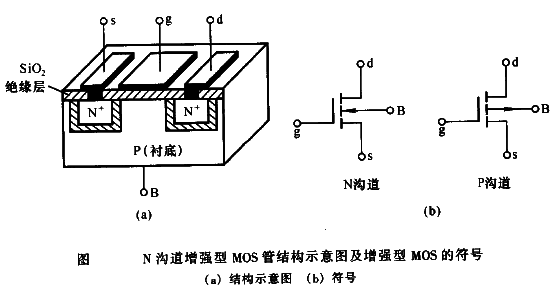 s g d
SiO₂
绝缘层
N⁺ N⁺
P(衬底)
B
(a)
d
B
g
s
N沟道
d
B
g
s
P沟道
(b)
图 N 沟道增强型 MOS 管结构示意图及增强型 MOS 的符号
(a) 结构示意图 (b) 符号